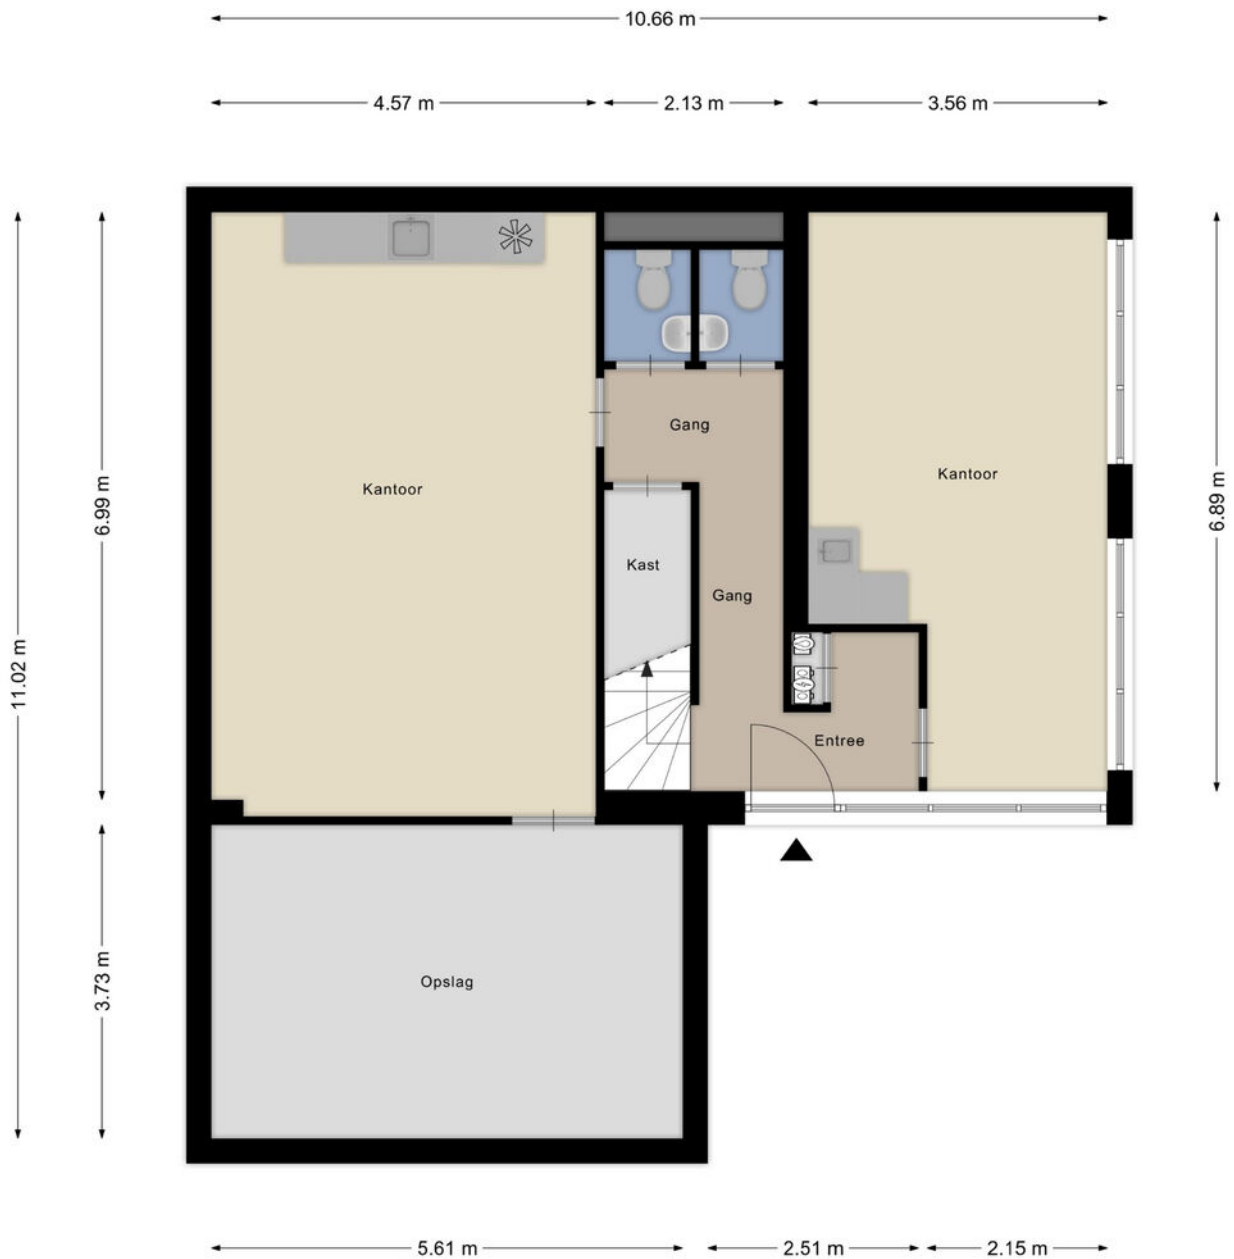 10.66 m
4.57 m
2.13 m
3.56 m
Gang
Kantoor
Kantoor
6.99 m
6.89 m
Kast
Gang
11.02 m
Entree
3.73 m
Opslag
5.61 m
2.51 m
2.15 m